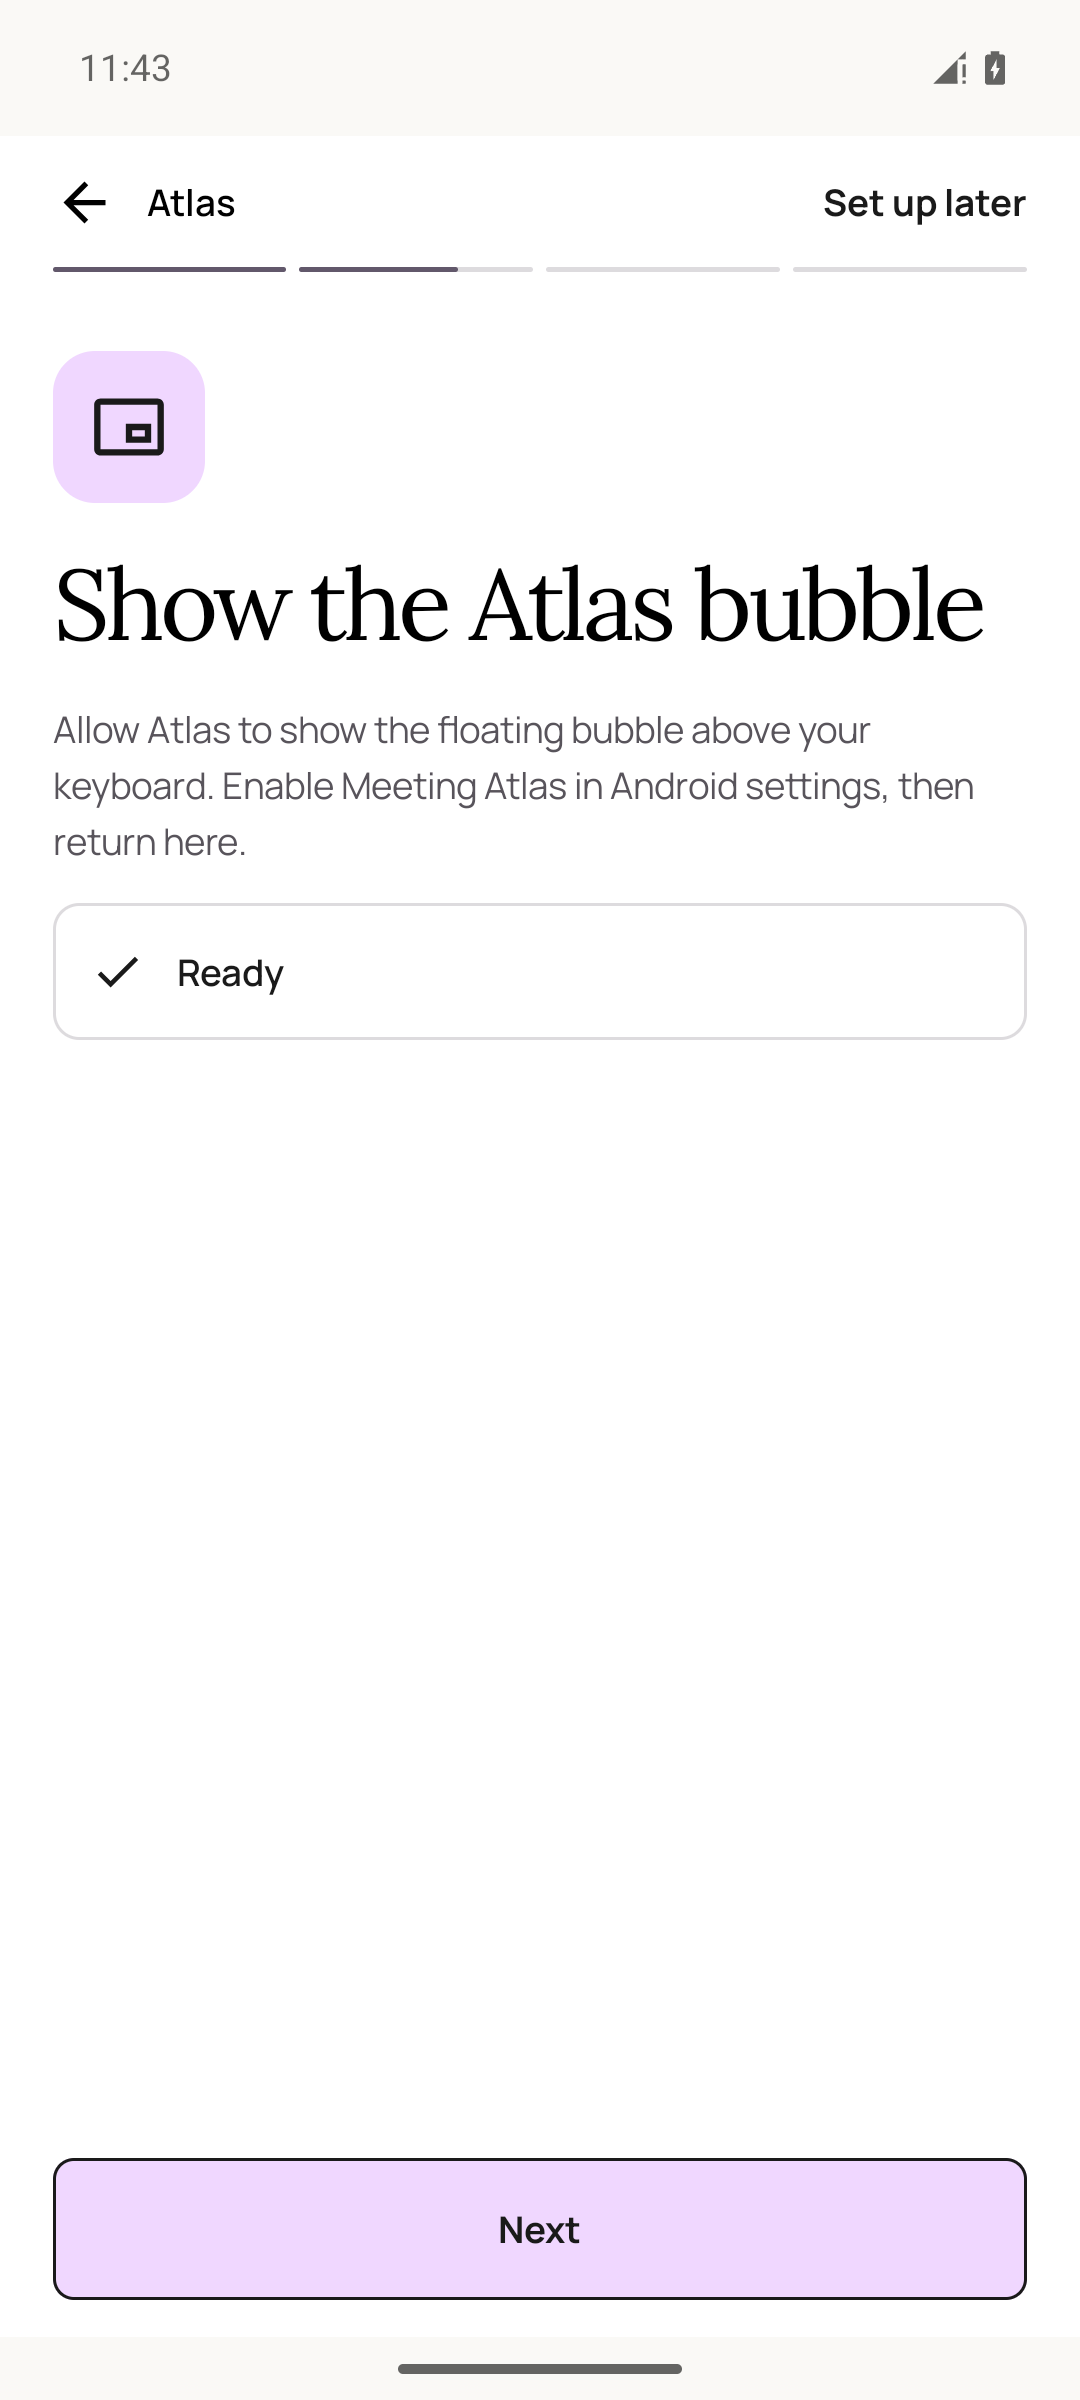 11:43
Atlas
Set up later
Show the Atlas bubble
Allow Atlas to show the floating bubble above your
keyboard. Enable Meeting Atlas in Android settings, then
return here.
Ready
Next